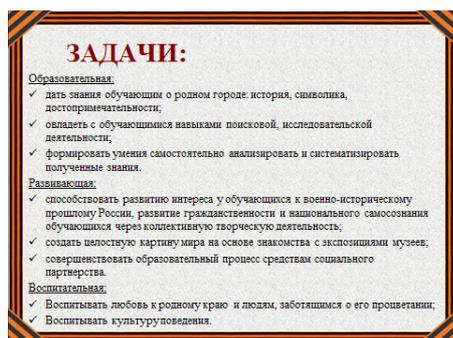 ЗАДАЧИ:
Образовательная:
✓ дать знания обучающим о родном городе: история, символика,
достопримечательности;
✓ овладеть с обучающимися навыками поисковой, исследовательской
деятельности;
✓ формировать умения самостоятельно анализировать и систематизировать
полученные знания.
Развивающая:
✓ способствовать развитию интереса у обучающихся к военно-историческому
прошлому России, развитие гражданственности и национального самосознания
обучающихся через коллективную творческую деятельность;
✓ создать целостную картину мира на основе знакомства с экспозициями музеев;
✓ совершенствовать образовательный процесс средствам социального
партнерства.
Воспитательная:
✓ Воспитывать любовь к родному краю и людям, заботящимся о его процветании;
✓ Воспитывать культуру поведения.